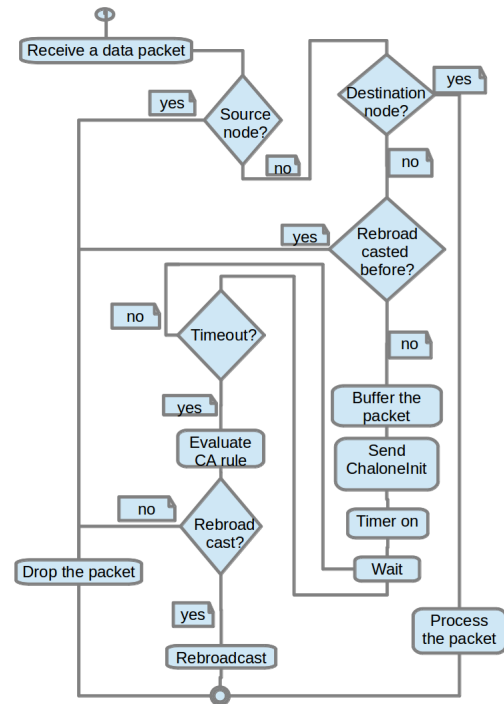 Receive a data packet
yes
Source
node?
no
Destination
node?
yes
no
yes
Rebroad
casted
before?
no
no
Timeout?
yes
Buffer the
packet
Evaluate
CA rule
Send
ChaloneInit
no
Rebroad
cast?
Timer on
Drop the packet
Wait
yes
Process
the packet
Rebroadcast